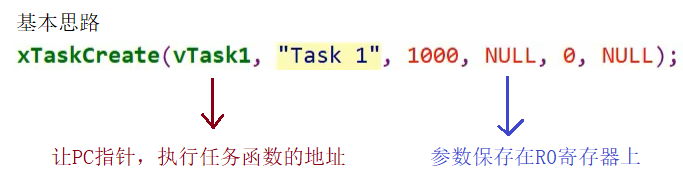 基本思路
xTaskCreate(vTask1, "Task 1", 1000, NULL, 0, NULL);
让PC指针，执行任务函数的地址
参数保存在R0寄存器上